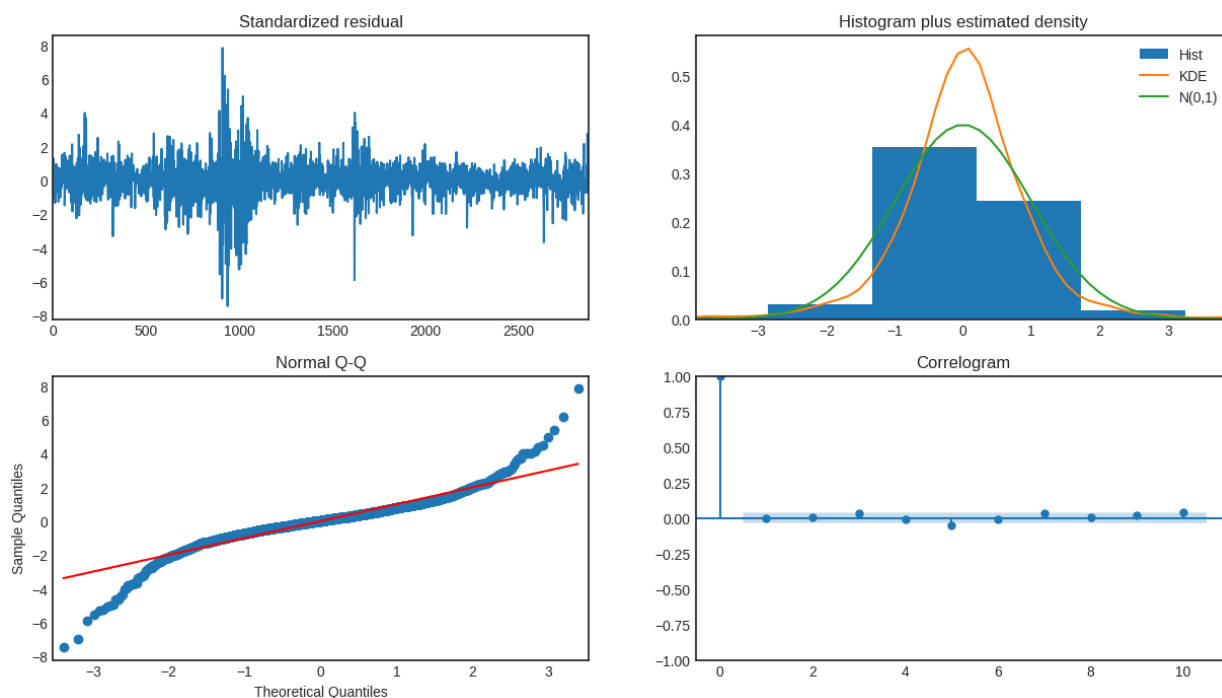 Standardized residual
8
6
4
2
0
−2
−4
−6
−8
0 500 1000 1500 2000 2500
Histogram plus estimated density
Hist
KDE
N(0,1)
0.5
0.4
0.3
0.2
0.1
0.0
−3 −2 −1 0 1 2 3
Normal Q-Q
Sample Quantiles
8
6
4
2
0
−2
−4
−6
−8
−3 −2 −1 0 1 2 3
Theoretical Quantiles
Correlogram
1.00
0.75
0.50
0.25
0.00
−0.25
−0.50
−0.75
−1.00
0 2 4 6 8 10